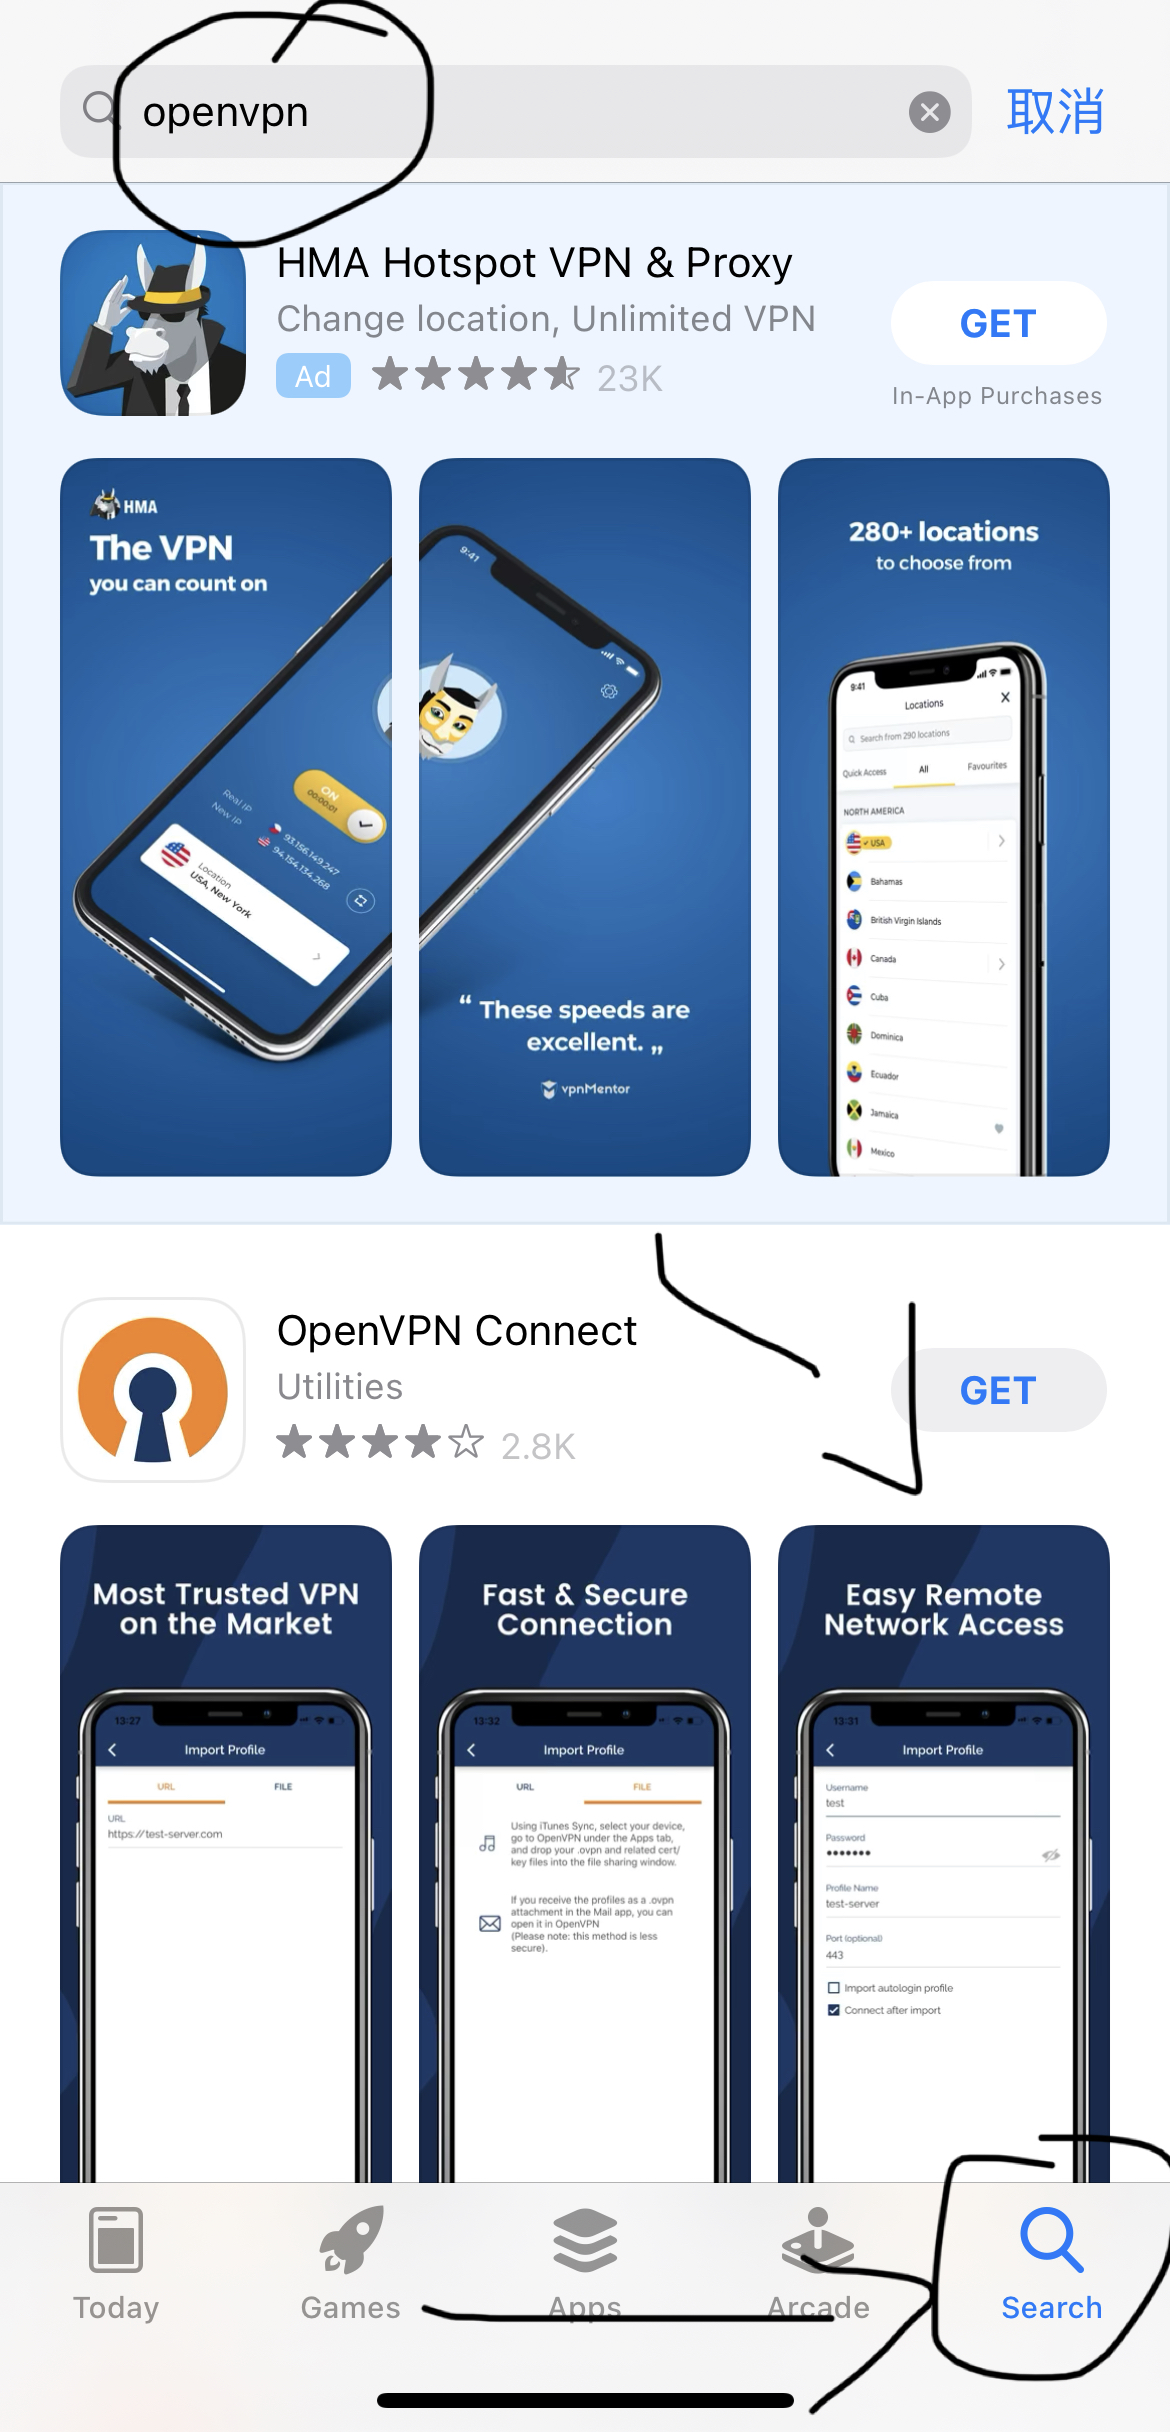 openvpn
取消
HMA Hotspot VPN & Proxy
Change location, Unlimited VPN
GET
Ad
23K
In-App Purchases
HMA
The VPN
you can count on
ON
00:00:01
Real IP
New IP
93.156.149.247
94.154.134.268
Location
USA, New York
9:41
“ These speeds are
excellent. „
vpnMentor
280+ locations
to choose from
9:41
Locations
X
Search from 290 locations
Quick Access
All
Favourites
NORTH AMERICA
USA
Bahamas
British Virgin Islands
Canada
Cuba
Dominica
Ecuador
Jamaica
Mexico
OpenVPN Connect
Utilities
GET
2.8K
Most Trusted VPN
on the Market
13:27
Import Profile
URL
FILE
URL
https://test-server.com
Fast & Secure
Connection
13:32
Import Profile
URL
FILE
Using iTunes Sync, select your device,
go to OpenVPN under the Apps tab,
and drop your .ovpn and related cert/
key files into the file sharing window.
If you receive the profiles as a .ovpn
attachment in the Mail app, you can
open it in OpenVPN
(Please note: this method is less
secure).
Easy Remote
Network Access
13:31
Import Profile
Username
test
Password
•••••••
Profile Name
test-server
Port (optional)
443
Import autologin profile
Connect after import
Today
Games
Apps
Arcade
Search